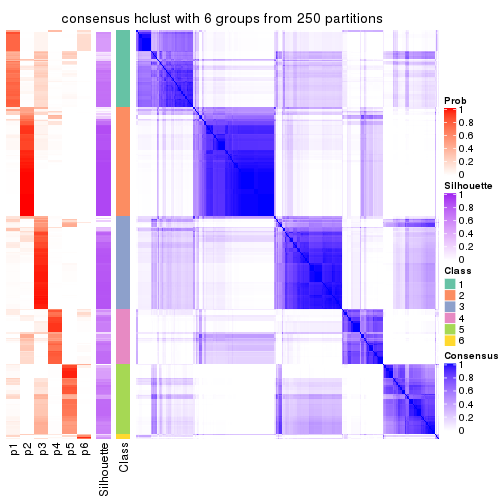 consensus hclust with 6 groups from 250 partitions
Prob
1
0.8
0.6
0.4
0.2
0
Silhouette
1
0.8
0.6
0.4
0.2
0
Class
1
2
3
4
5
6
Consensus
1
0.8
0.6
0.4
0.2
0
p1
p2
p3
p4
p5
p6
Silhouette
Class